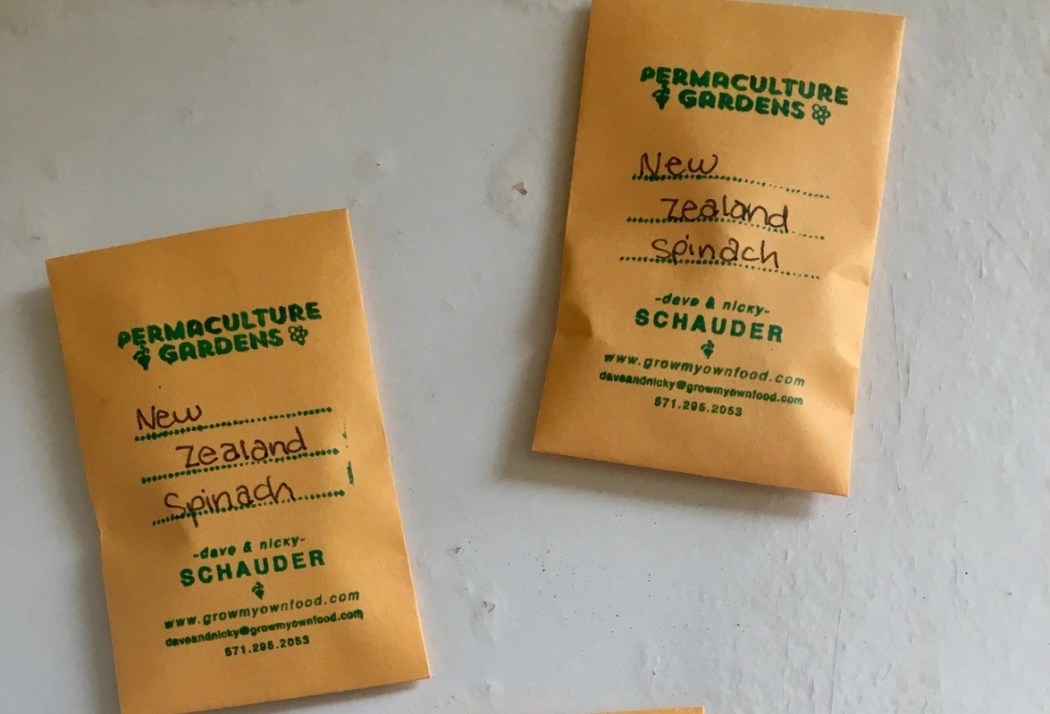 PERMACULTURE
GARDENS
New
Zealand
Spinach
-dave & nicky-
SCHAUDER
www.growmyownfood.com
daveandnicky@growmyownfood.com
571.295.2053
PERMACULTURE
GARDENS
New
Zealand
Spinach
-dave & nicky-
SCHAUDER
www.growmyownfood.com
daveandnicky@growmyownfood.com
571.295.2053